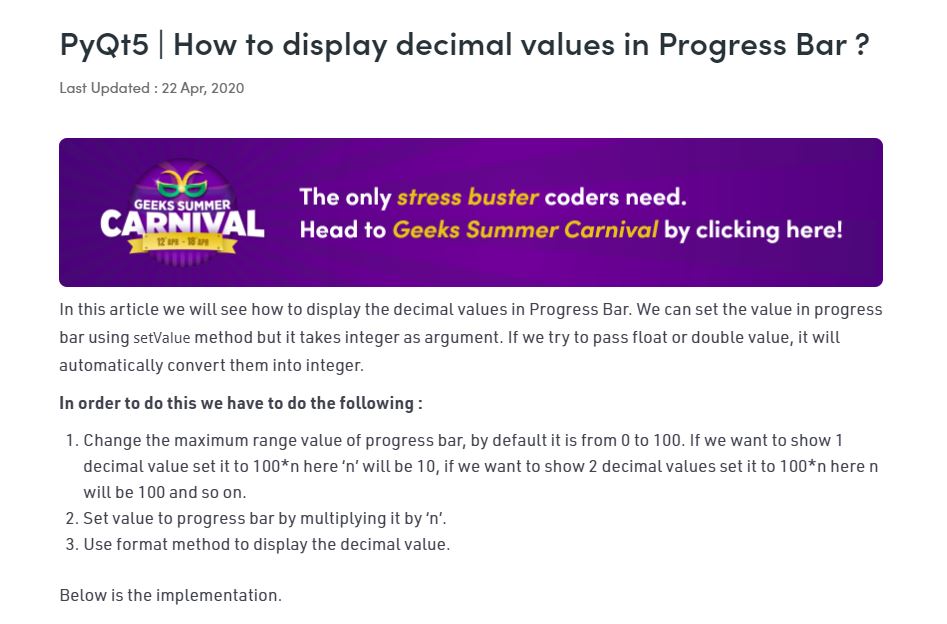 PyQt5 | How to display decimal values in Progress Bar ?
Last Updated : 22 Apr, 2020
GEEKS SUMMER
CARNIVAL
12 APR - 18 APR
The only stress buster coders need.
Head to Geeks Summer Carnival by clicking here!
In this article we will see how to display the decimal values in Progress Bar. We can set the value in progress
bar using setValue method but it takes integer as argument. If we try to pass float or double value, it will
automatically convert them into integer.
In order to do this we have to do the following :
1. Change the maximum range value of progress bar, by default it is from 0 to 100. If we want to show 1
decimal value set it to 100*n here ‘n’ will be 10, if we want to show 2 decimal values set it to 100*n here n
will be 100 and so on.
2. Set value to progress bar by multiplying it by ‘n’.
3. Use format method to display the decimal value.
Below is the implementation.